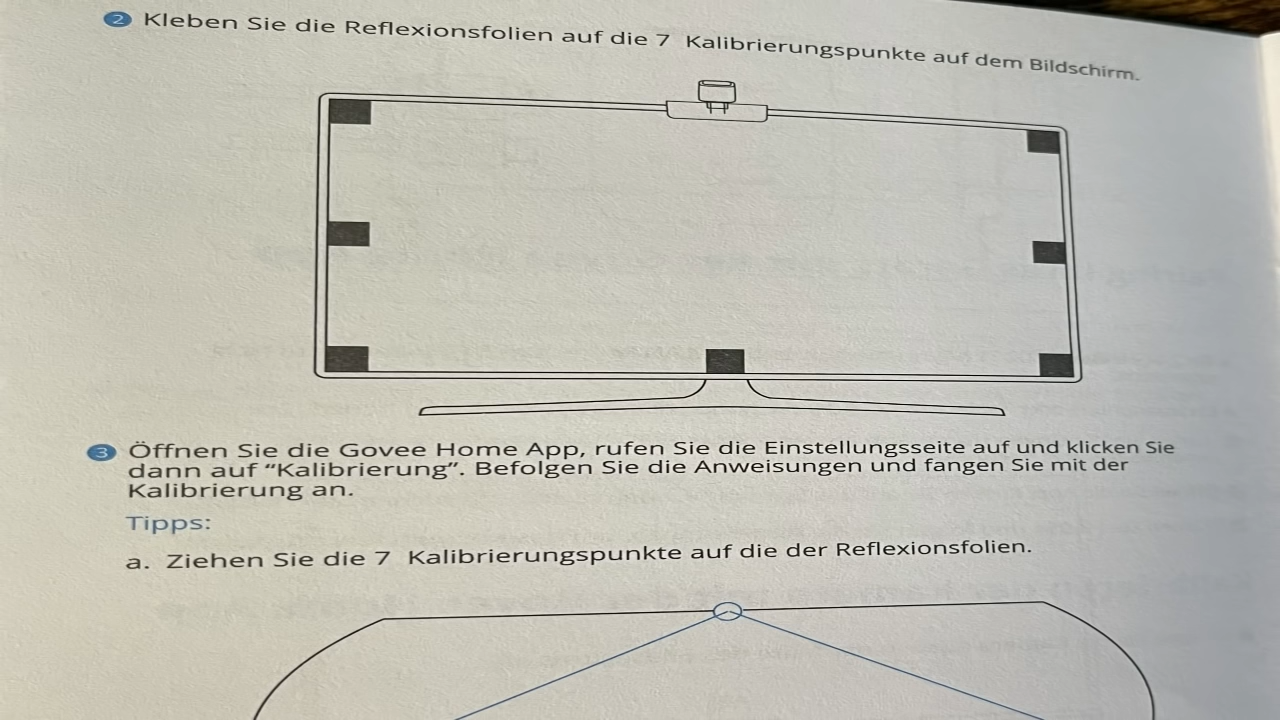 2 Kleben Sie die Reflexionsfolien auf die 7 Kalibrierungspunkte auf dem Bildschirm.
3 Öffnen Sie die Govee Home App, rufen Sie die Einstellungsseite auf und klicken Sie
dann auf “Kalibrierung”. Befolgen Sie die Anweisungen und fangen Sie mit der
Kalibrierung an.
Tipps:
a. Ziehen Sie die 7 Kalibrierungspunkte auf die der Reflexionsfolien.